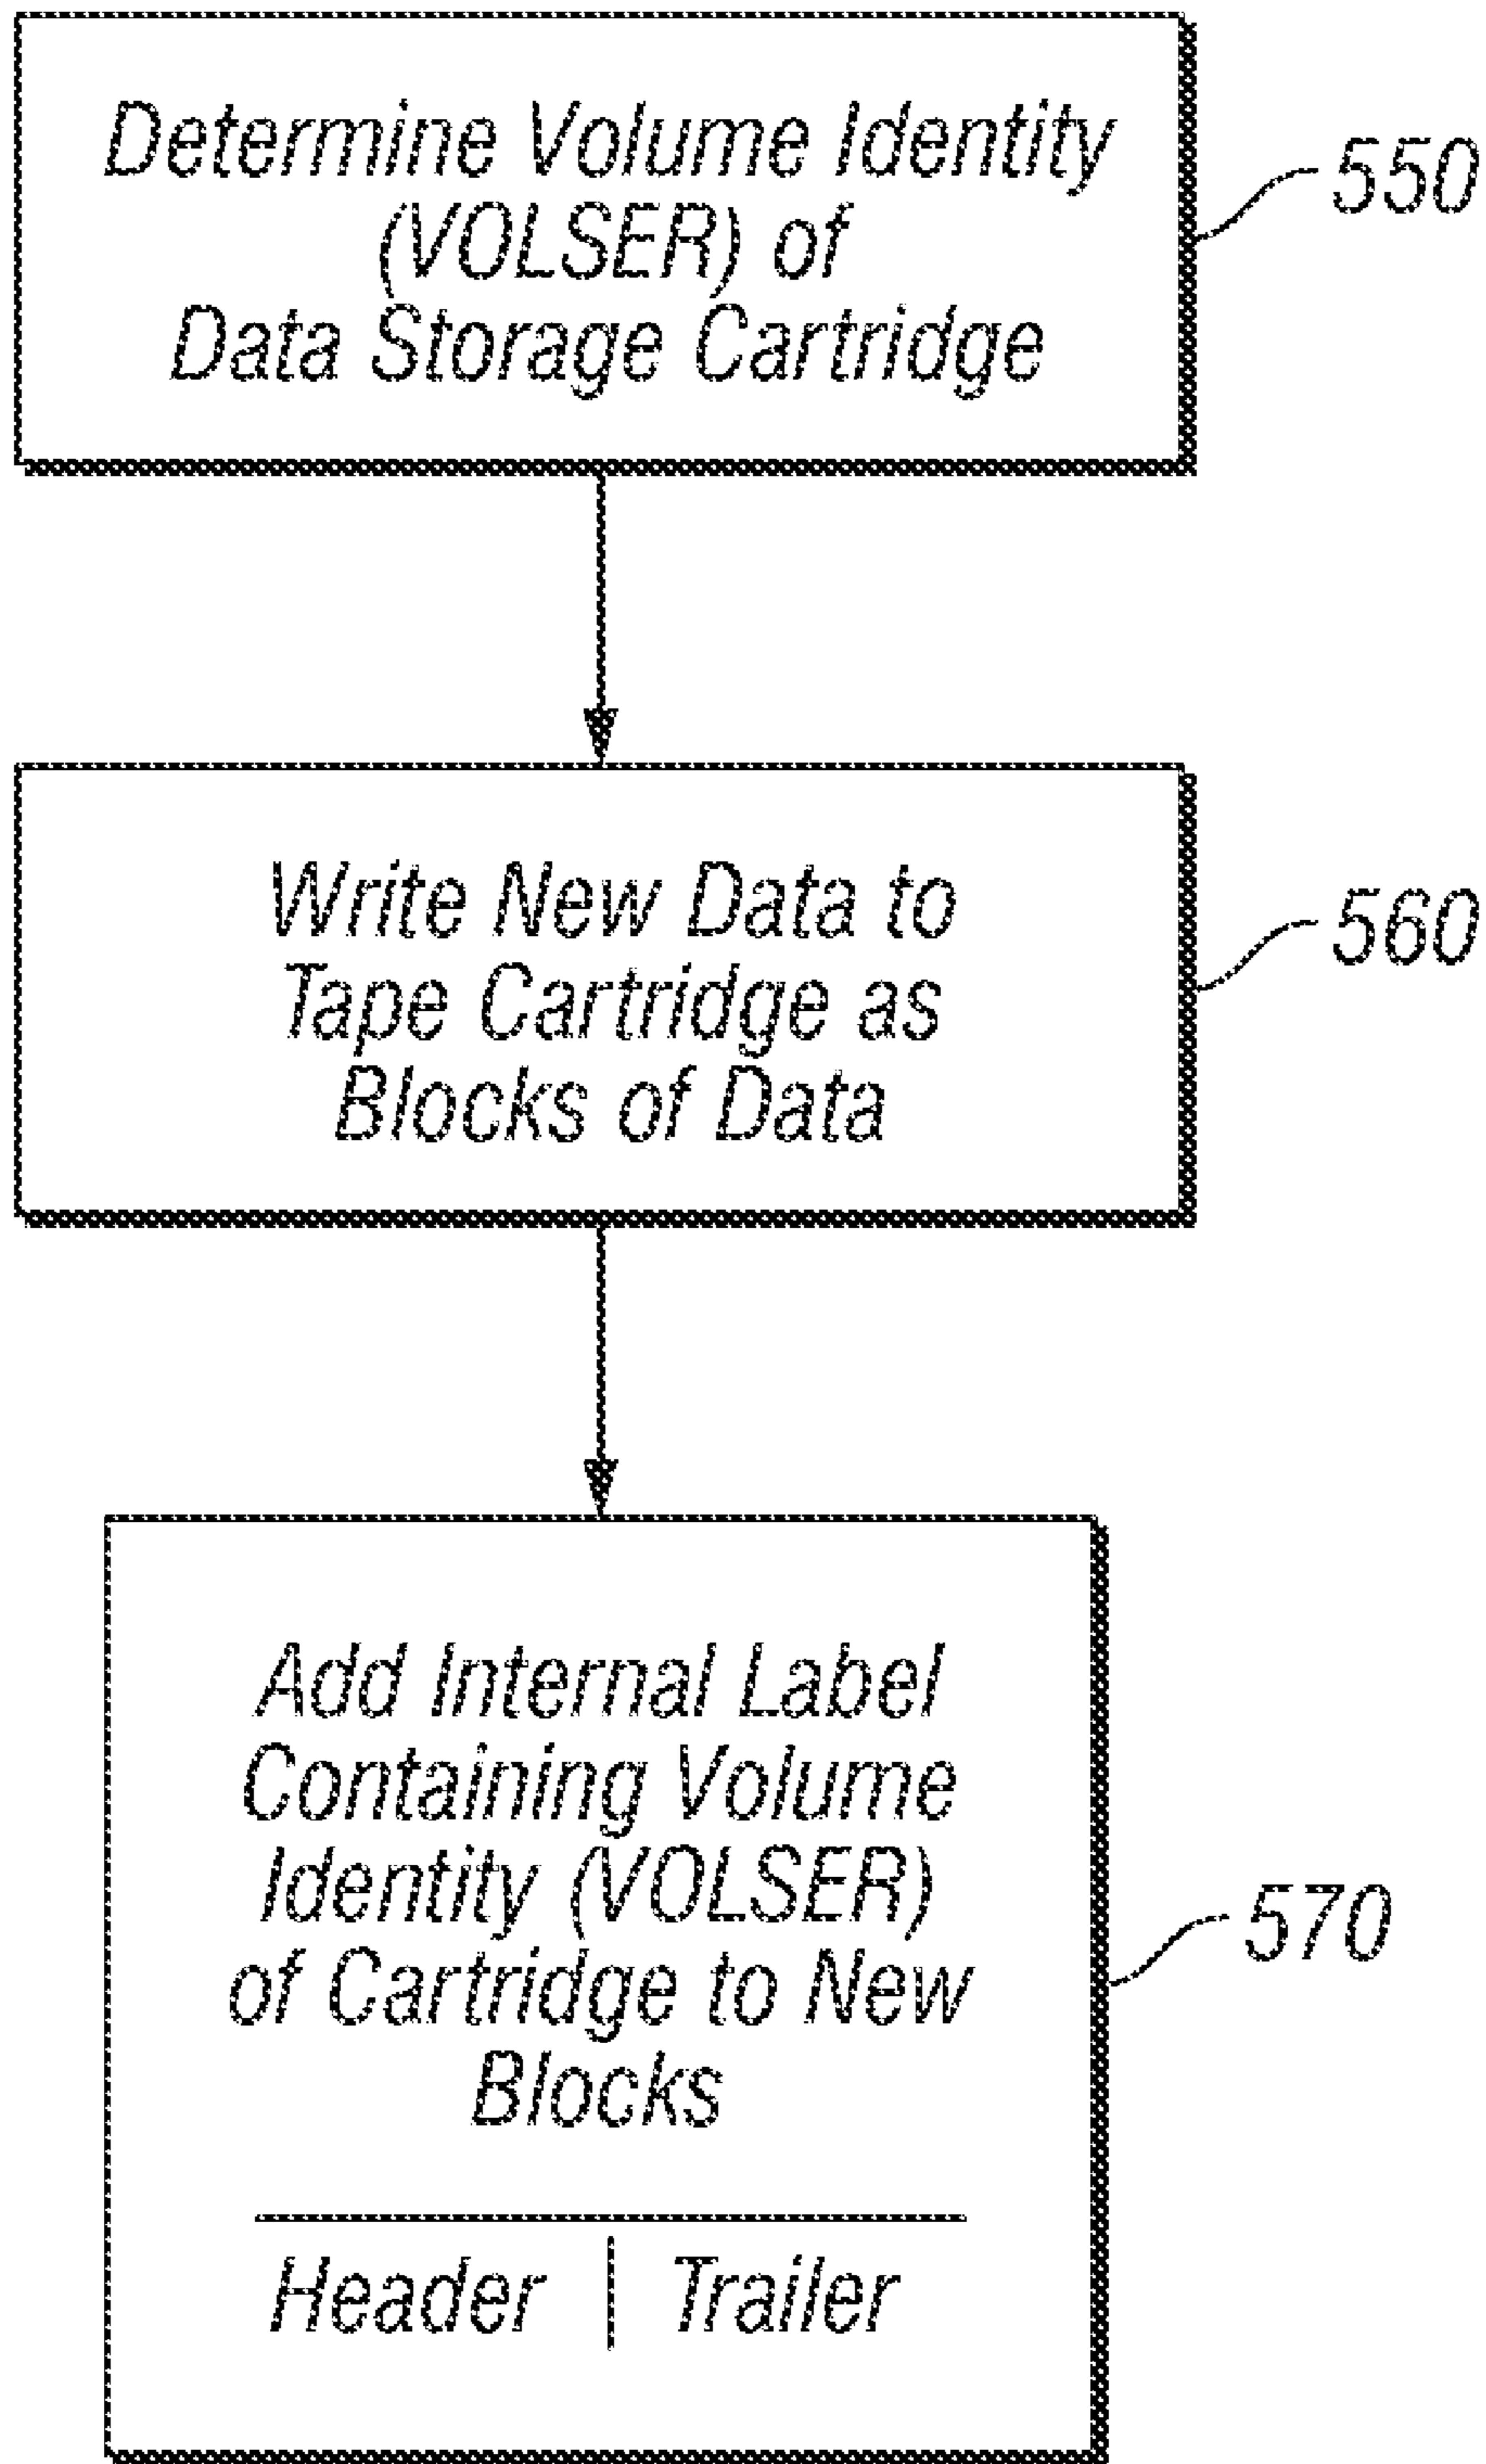 Determine Volume Identity
(VOLSER) of
Data Storage Cartridge
550
Write New Data to
Tape Cartridge as
Blocks of Data
560
Add Internal Label
Containing Volume
Identity (VOLSER)
of Cartridge to New
Blocks
Header | Trailer
570